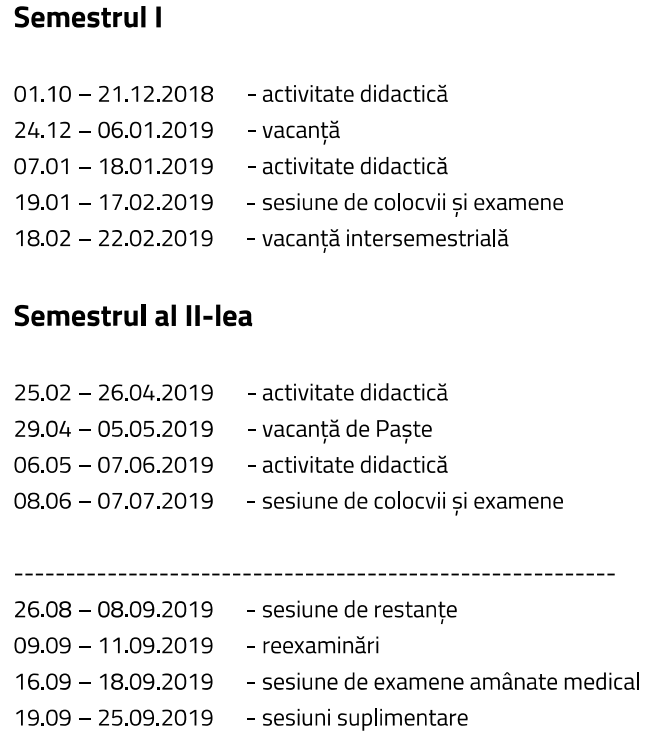 Semestrul I
01.10 – 21.12.2018 - activitate didactică
24.12 – 06.01.2019 - vacanță
07.01 – 18.01.2019 - activitate didactică
19.01 – 17.02.2019 - sesiune de colocvii și examene
18.02 – 22.02.2019 - vacanță intersemestrială
Semestrul al II-lea
25.02 – 26.04.2019 - activitate didactică
29.04 – 05.05.2019 - vacanță de Paște
06.05 – 07.06.2019 - activitate didactică
08.06 – 07.07.2019 - sesiune de colocvii și examene
----------------------------------------------------------
26.08 – 08.09.2019 - sesiune de restanțe
09.09 – 11.09.2019 - reexaminări
16.09 – 18.09.2019 - sesiune de examene amânate medical
19.09 – 25.09.2019 - sesiuni suplimentare